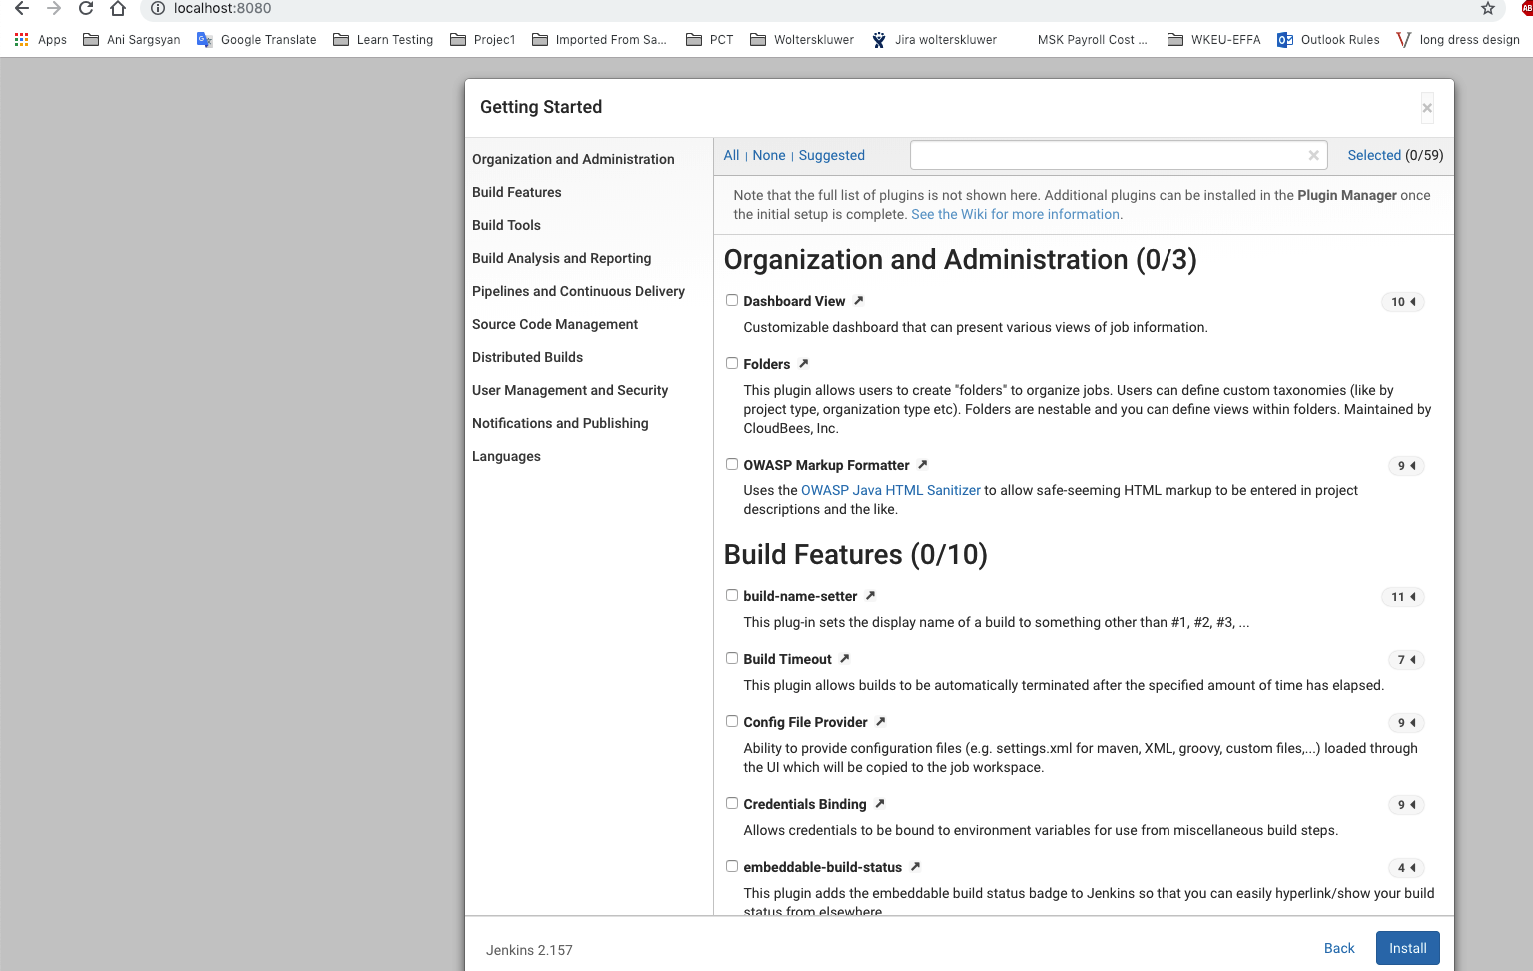 localhost:8080
Apps Ani Sargsyan Google Translate Learn Testing Projec1 Imported From Sa... PCT Wolterskluwer Jira wolterskluwer MSK Payroll Cost ... WKEU-EFFA Outlook Rules long dress design
Getting Started
Organization and Administration
Build Features
Build Tools
Build Analysis and Reporting
Pipelines and Continuous Delivery
Source Code Management
Distributed Builds
User Management and Security
Notifications and Publishing
Languages
All | None | Suggested
Selected (0/59)
Note that the full list of plugins is not shown here. Additional plugins can be installed in the Plugin Manager once
the initial setup is complete. See the Wiki for more information.
Organization and Administration (0/3)
Dashboard View 10
Customizable dashboard that can present various views of job information.
Folders
This plugin allows users to create "folders" to organize jobs. Users can define custom taxonomies (like by
project type, organization type etc). Folders are nestable and you can define views within folders. Maintained by
CloudBees, Inc.
OWASP Markup Formatter 9
Uses the OWASP Java HTML Sanitizer to allow safe-seeming HTML markup to be entered in project
descriptions and the like.
Build Features (0/10)
build-name-setter 11
This plug-in sets the display name of a build to something other than #1, #2, #3, ...
Build Timeout 7
This plugin allows builds to be automatically terminated after the specified amount of time has elapsed.
Config File Provider 9
Ability to provide configuration files (e.g. settings.xml for maven, XML, groovy, custom files,...) loaded through
the UI which will be copied to the job workspace.
Credentials Binding 9
Allows credentials to be bound to environment variables for use from miscellaneous build steps.
embeddable-build-status 4
This plugin adds the embeddable build status badge to Jenkins so that you can easily hyperlink/show your build
status from elsewhere
Jenkins 2.157
Back Install